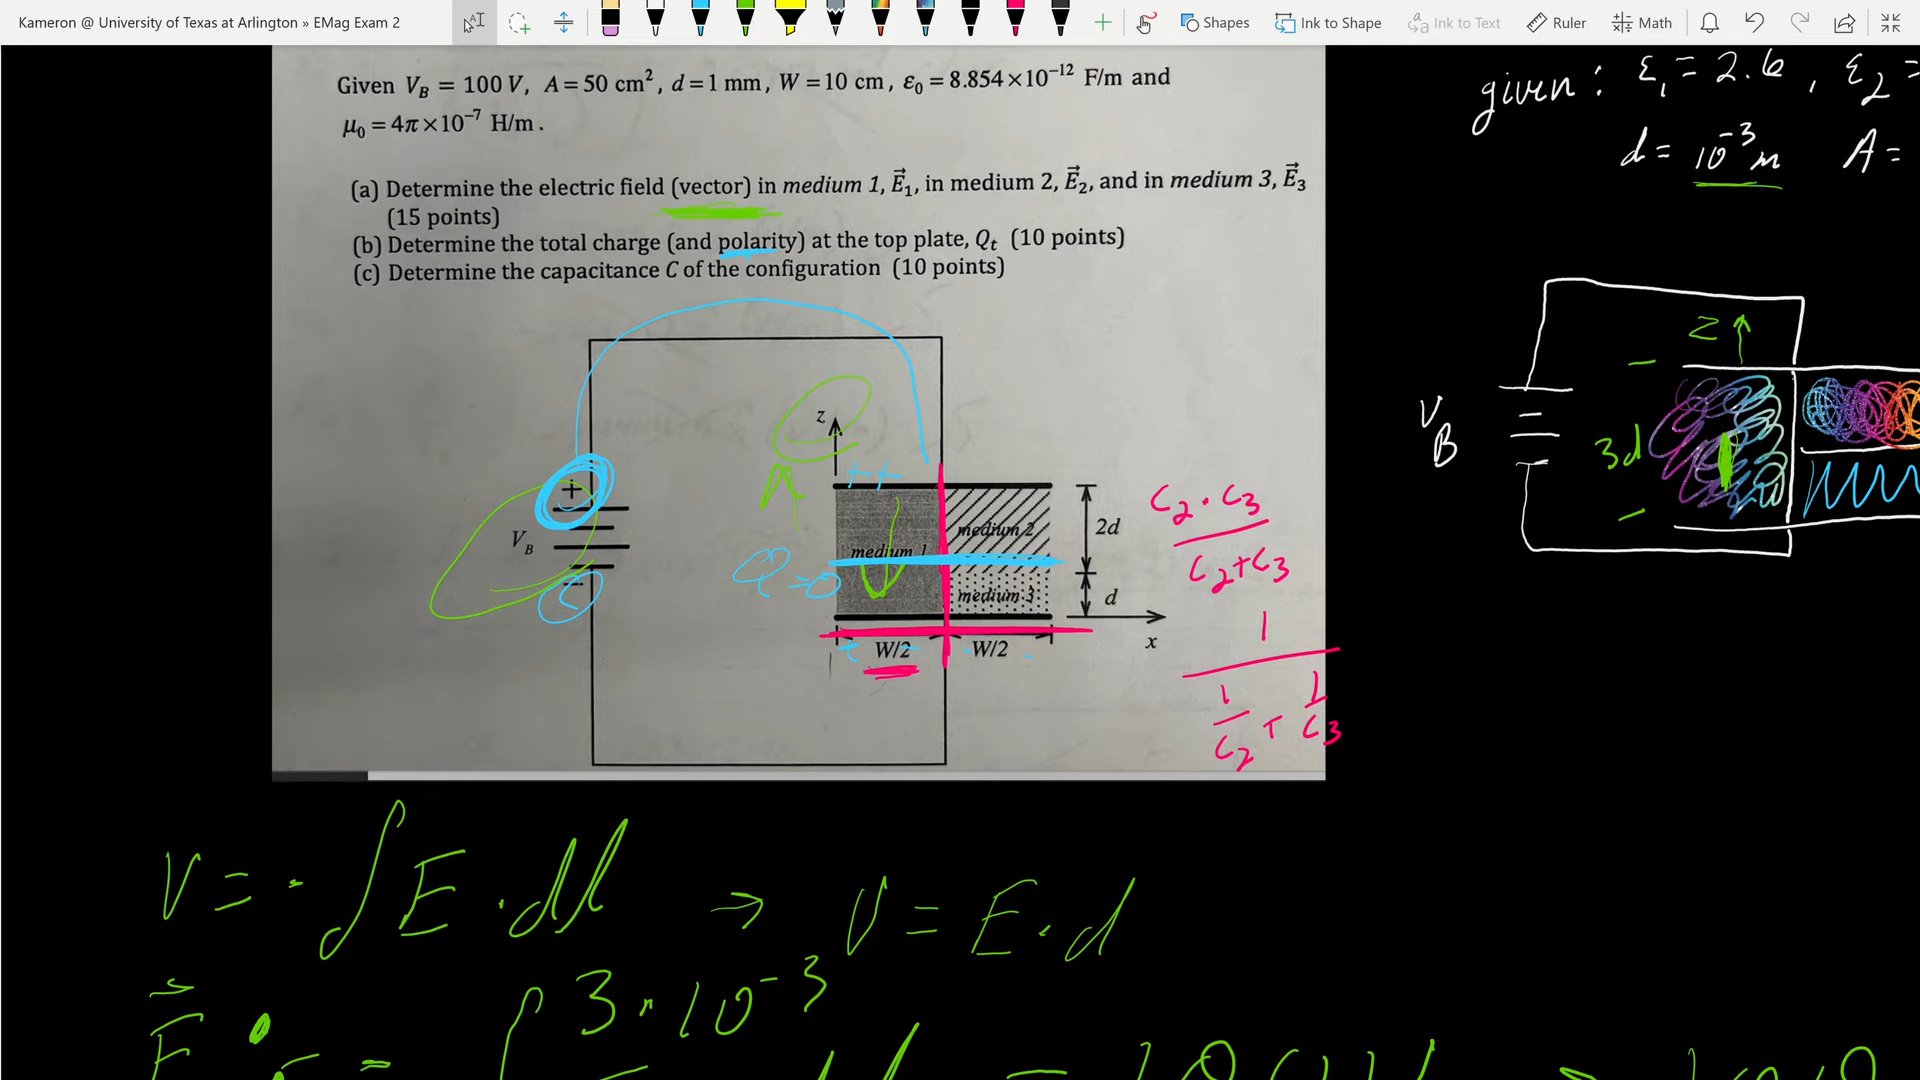 Kameron @ University of Texas at Arlington » EMag Exam 2
Shapes Ink to Shape Ink to Text Ruler Math
Given V_B = 100 V, A = 50 cm², d = 1 mm, W = 10 cm, ε₀ = 8.854×10⁻¹² F/m and
μ₀ = 4π×10⁻⁷ H/m.
(a) Determine the electric field (vector) in medium 1, E⃗₁, in medium 2, E⃗₂, and in medium 3, E⃗₃
(15 points)
(b) Determine the total charge (and polarity) at the top plate, Q_t (10 points)
(c) Determine the capacitance C of the configuration (10 points)
given: ε₁ = 2.6, ε₂ =
d = 10⁻³ m A =
z
+
++
V_B
−
medium 1
medium 2
medium 3
2d
d
x
W/2
W/2
=0
C₂·C₃
C₂+C₃
1
1 + 1
C₂ C₃
z
V_B
3d
−
−
V = -∫E·dl → V = E·d
3·10⁻³